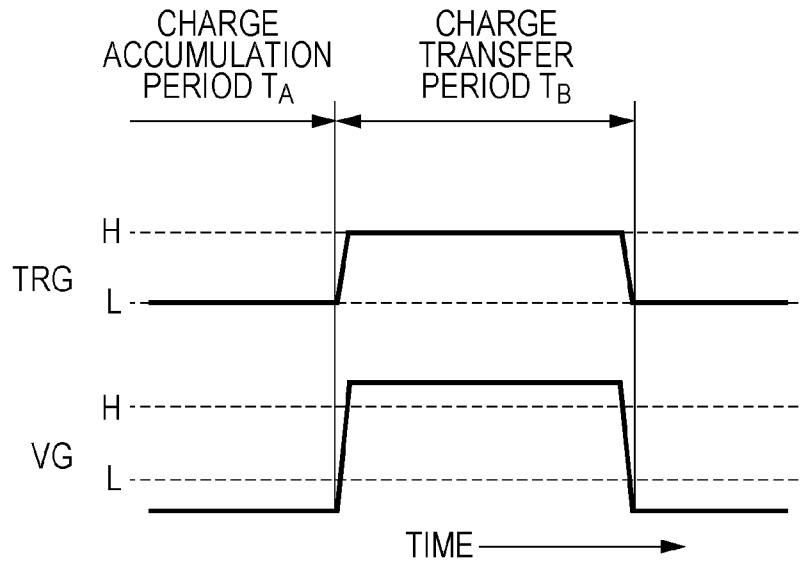 CHARGE
ACCUMULATION
PERIOD TA
CHARGE
TRANSFER
PERIOD TB
H
TRG
L
H
VG
L
TIME